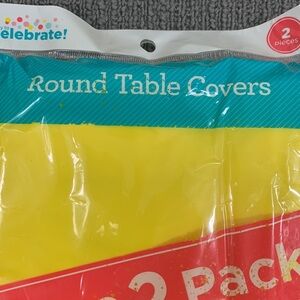 Celebrate!
2
pieces
Round Table Covers
2 Pack